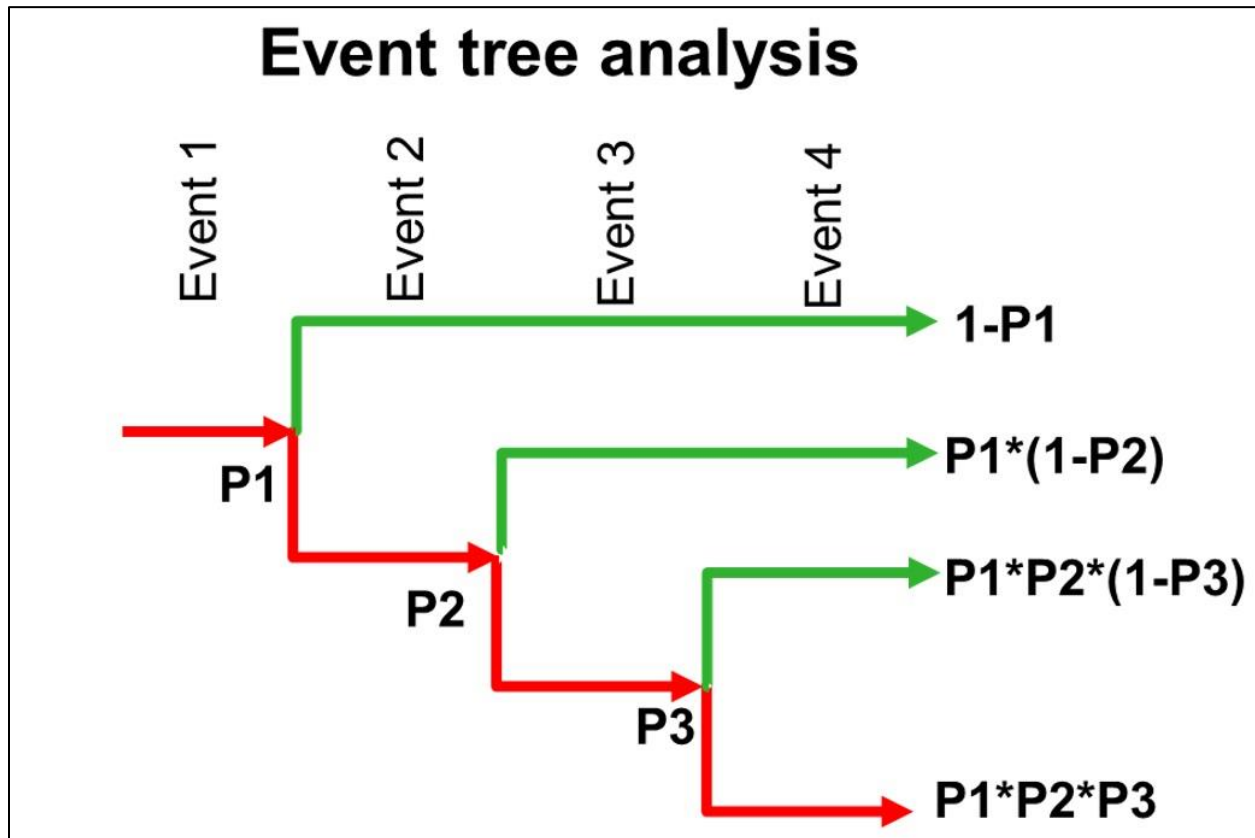 Event tree analysis
Event 1
Event 2
Event 3
Event 4
1-P1
P1
P1*(1-P2)
P2
P1*P2*(1-P3)
P3
P1*P2*P3